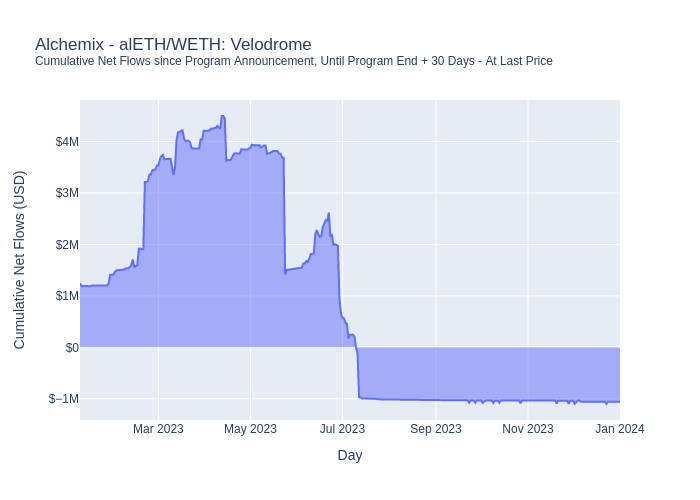 Alchemix - alETH/WETH: Velodrome
Cumulative Net Flows since Program Announcement, Until Program End + 30 Days - At Last Price
Cumulative Net Flows (USD)
$4M
$3M
$2M
$1M
$0
$−1M
Mar 2023
May 2023
Jul 2023
Sep 2023
Nov 2023
Jan 2024
Day